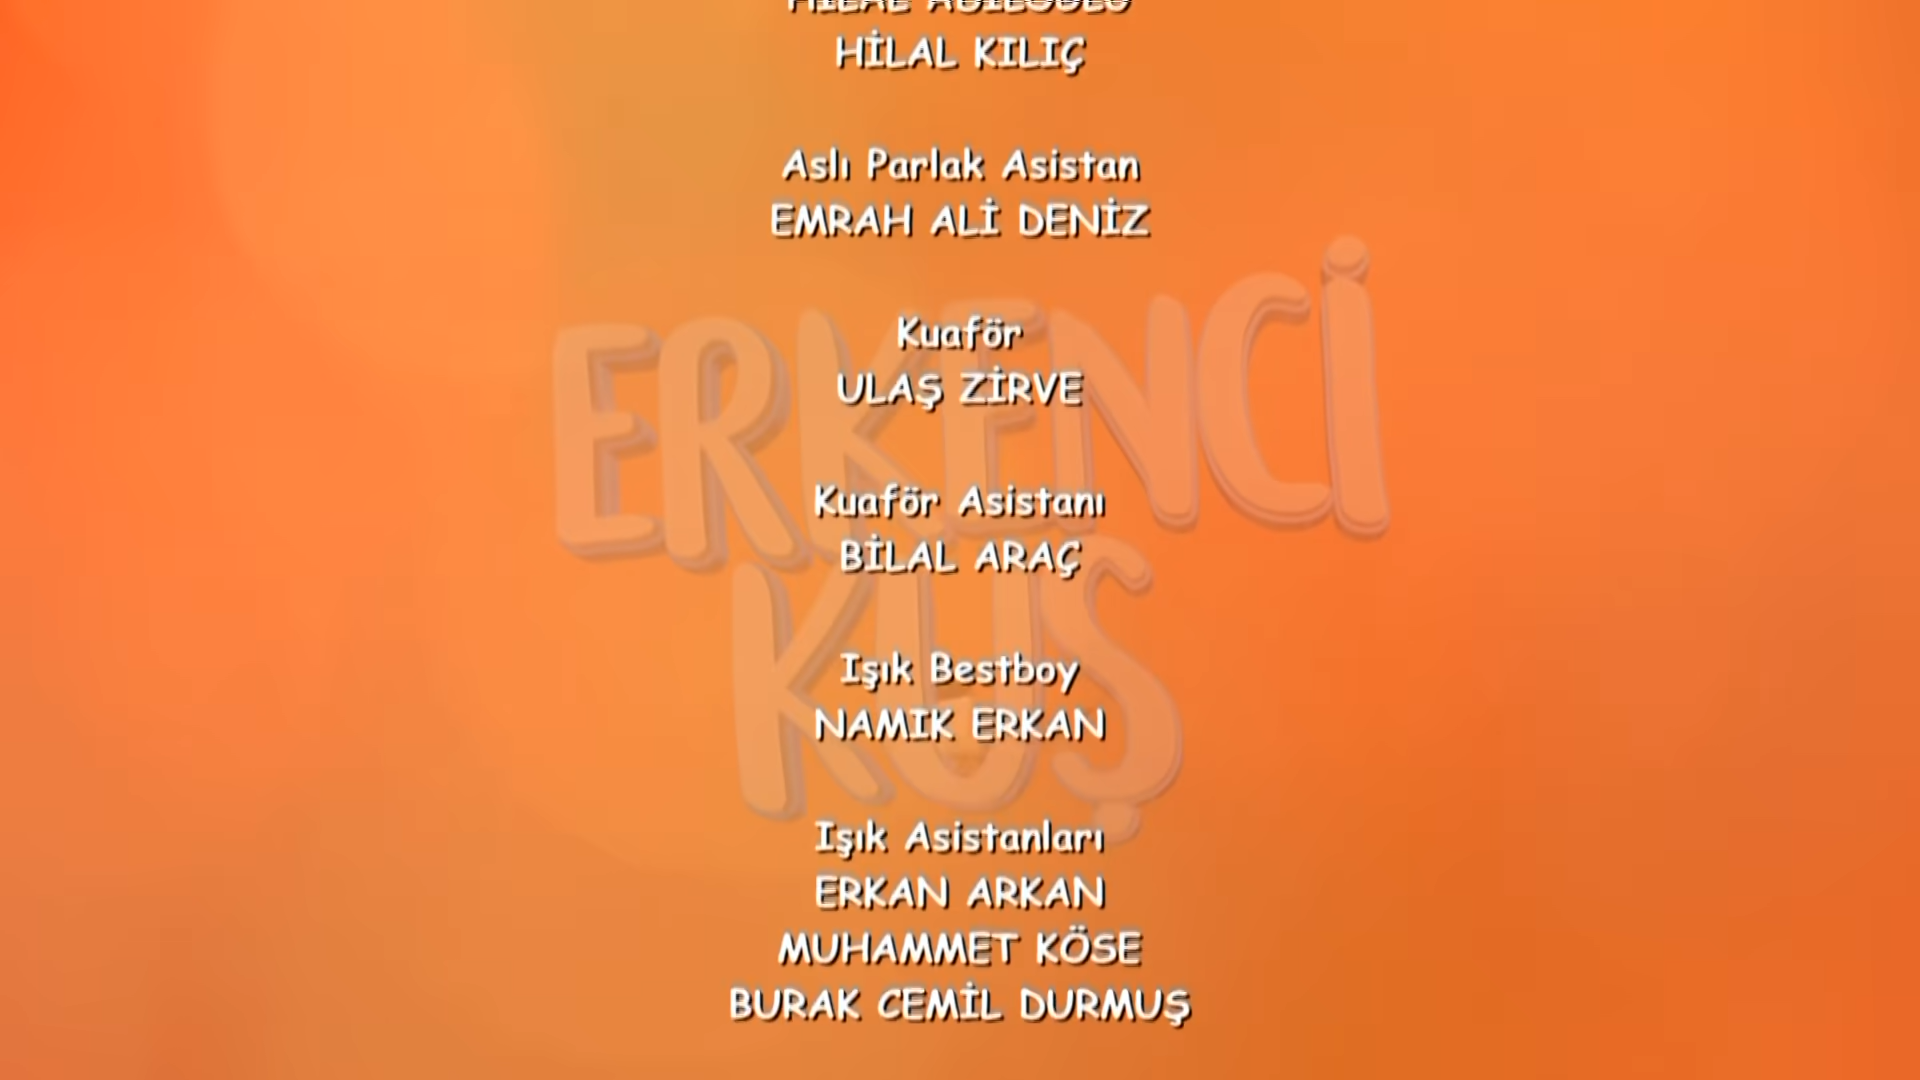 HİLAL KILIÇ
Aslı Parlak Asistan
EMRAH ALİ DENİZ
Kuaför
ULAŞ ZİRVE
Kuaför Asistanı
BİLAL ARAÇ
Işık Bestboy
NAMIK ERKAN
Işık Asistanları
ERKAN ARKAN
MUHAMMET KÖSE
BURAK CEMİL DURMUŞ
ERKENCİ
KUŞ